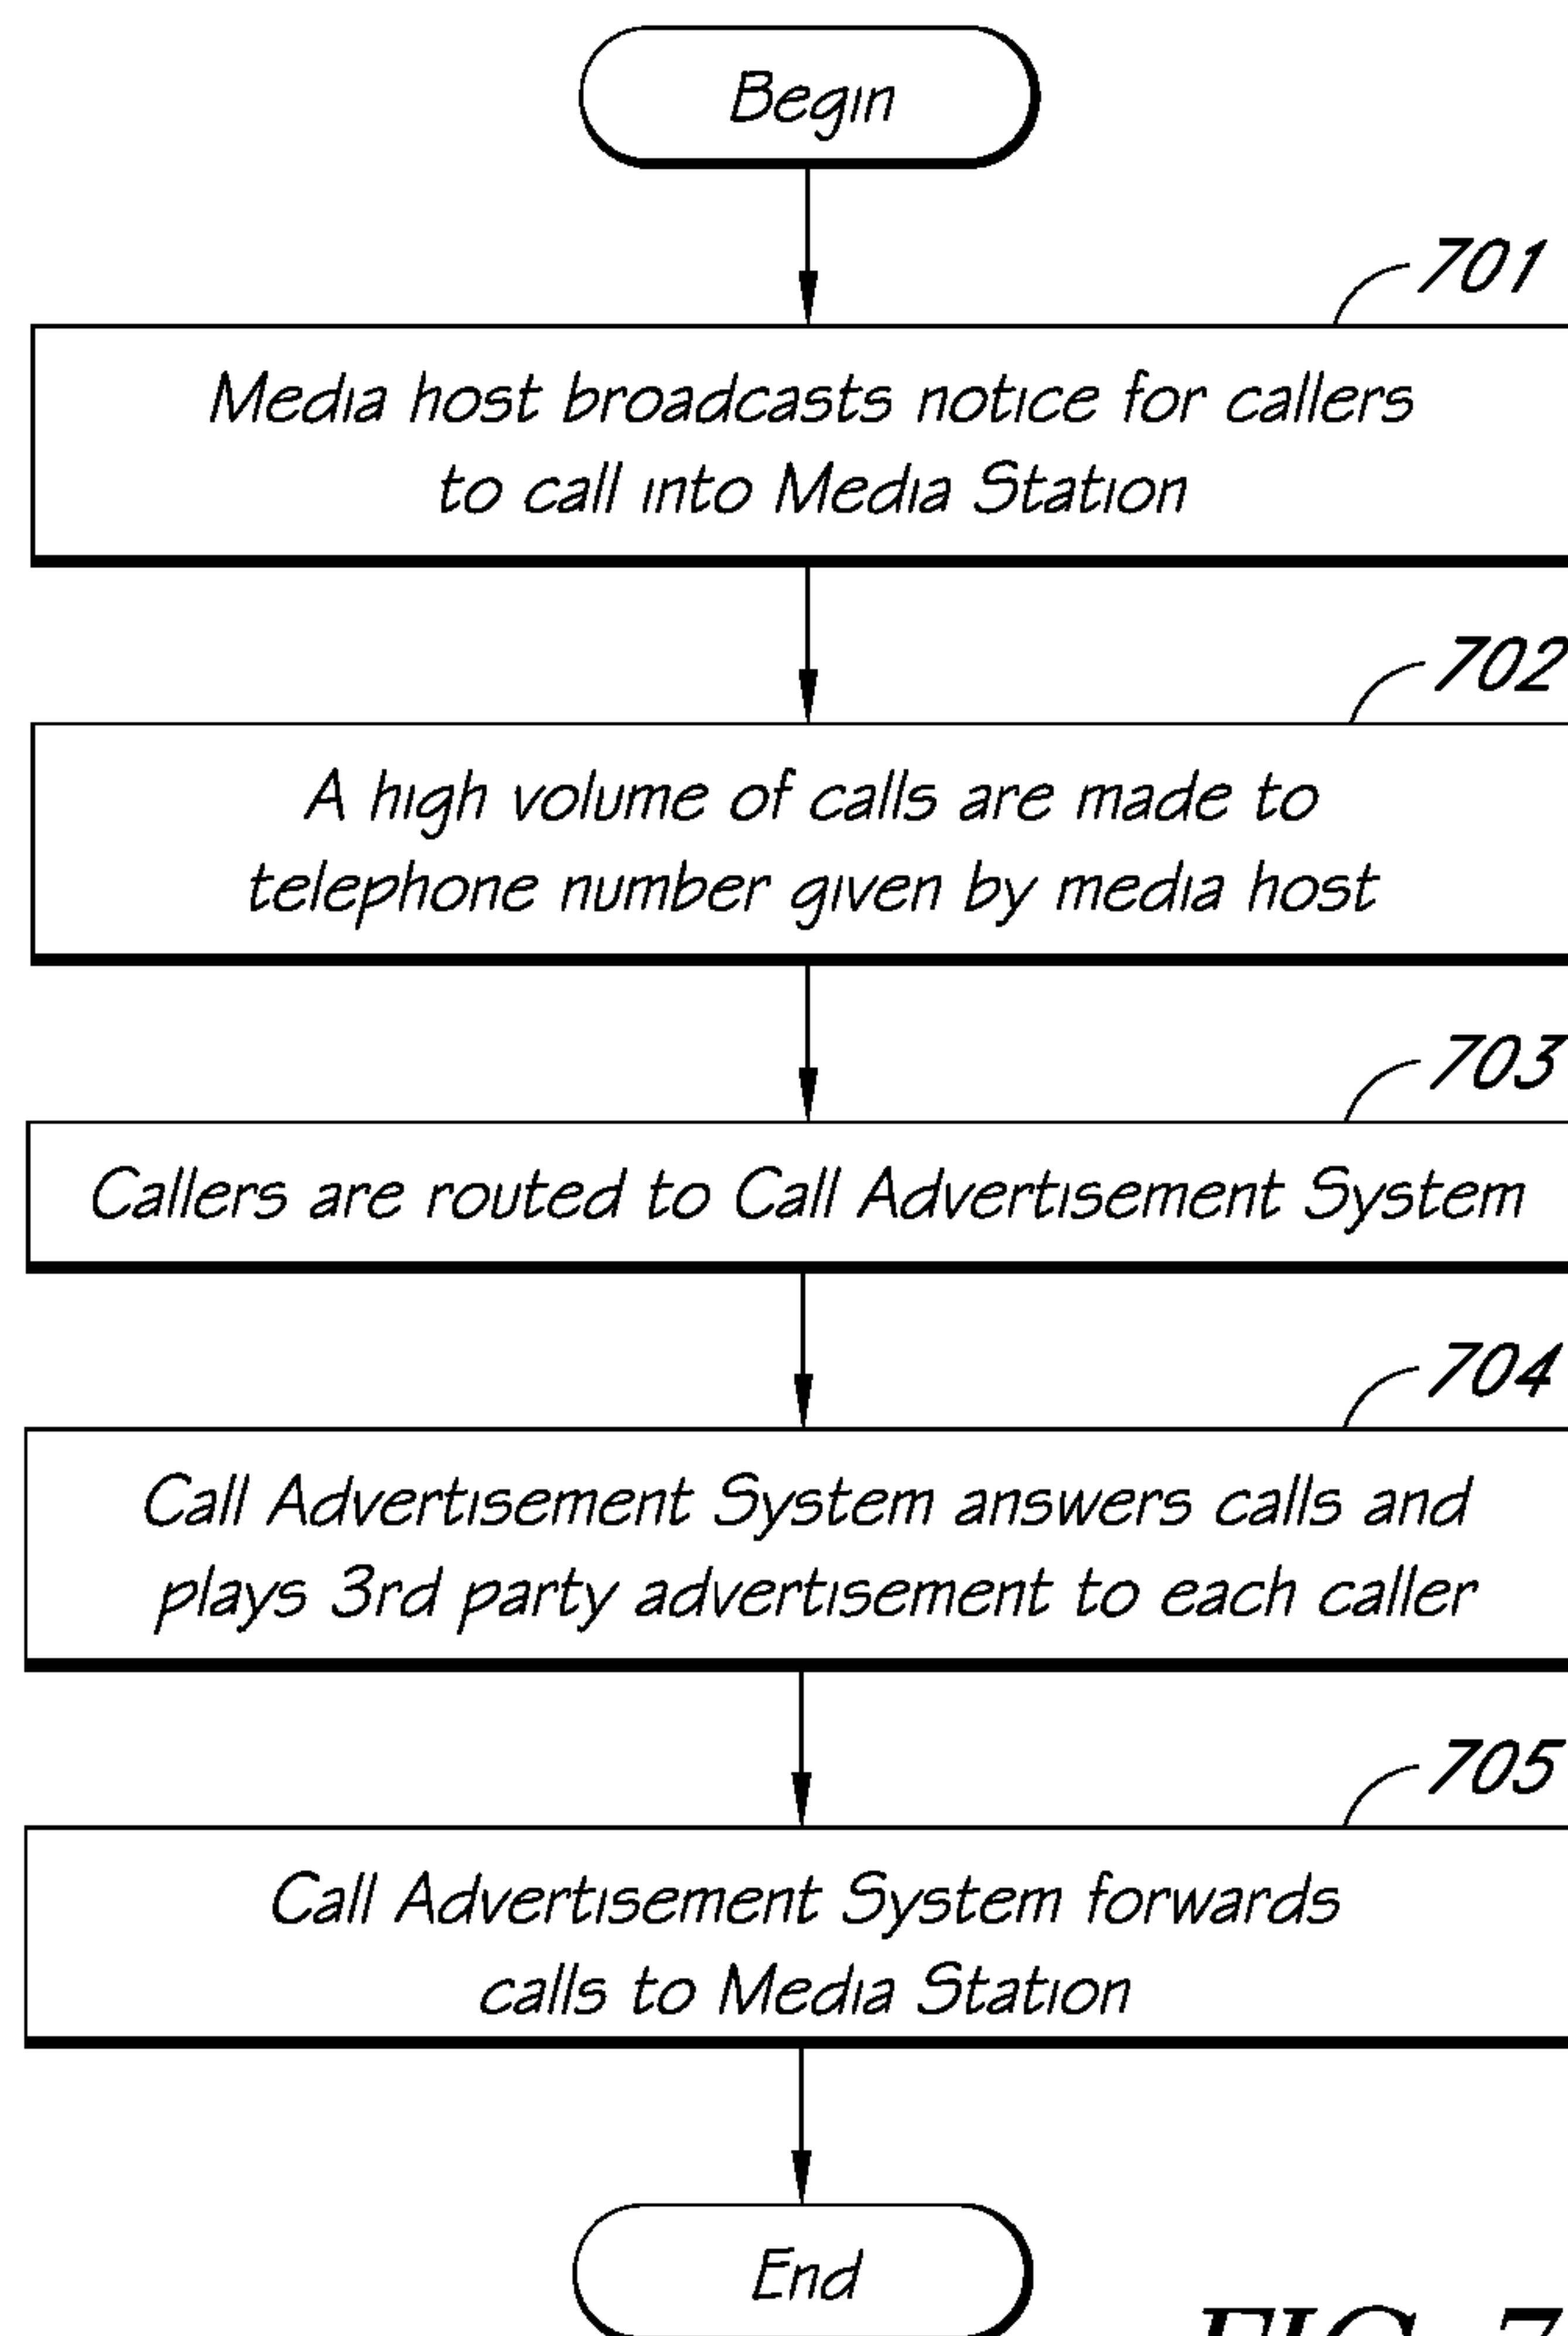 Begin
701
Media host broadcasts notice for callers
to call into Media Station
702
A high volume of calls are made to
telephone number given by media host
703
Callers are routed to Call Advertisement System
704
Call Advertisement System answers calls and
plays 3rd party advertisement to each caller
705
Call Advertisement System forwards
calls to Media Station
End
FIG. 7